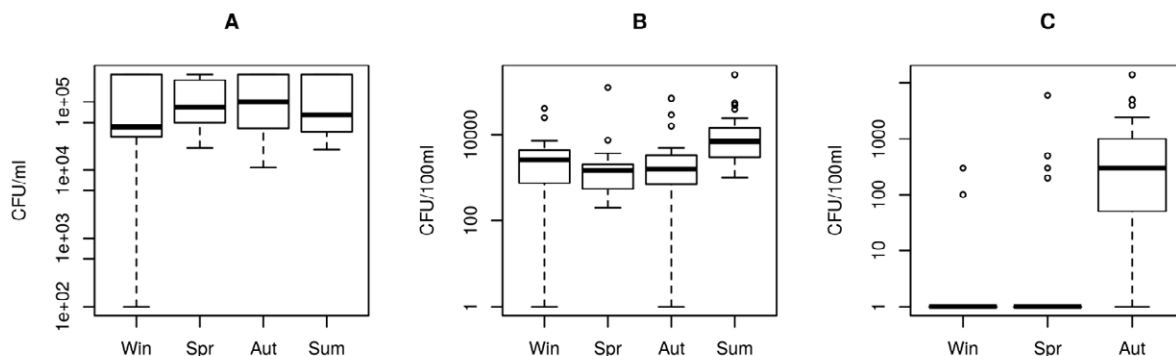 A
CFU/ml
1e+05
1e+04
1e+03
1e+02
Win Spr Aut Sum
B
CFU/100ml
10000
100
1
Win Spr Aut Sum
C
CFU/100ml
1000
100
10
1
Win Spr Aut